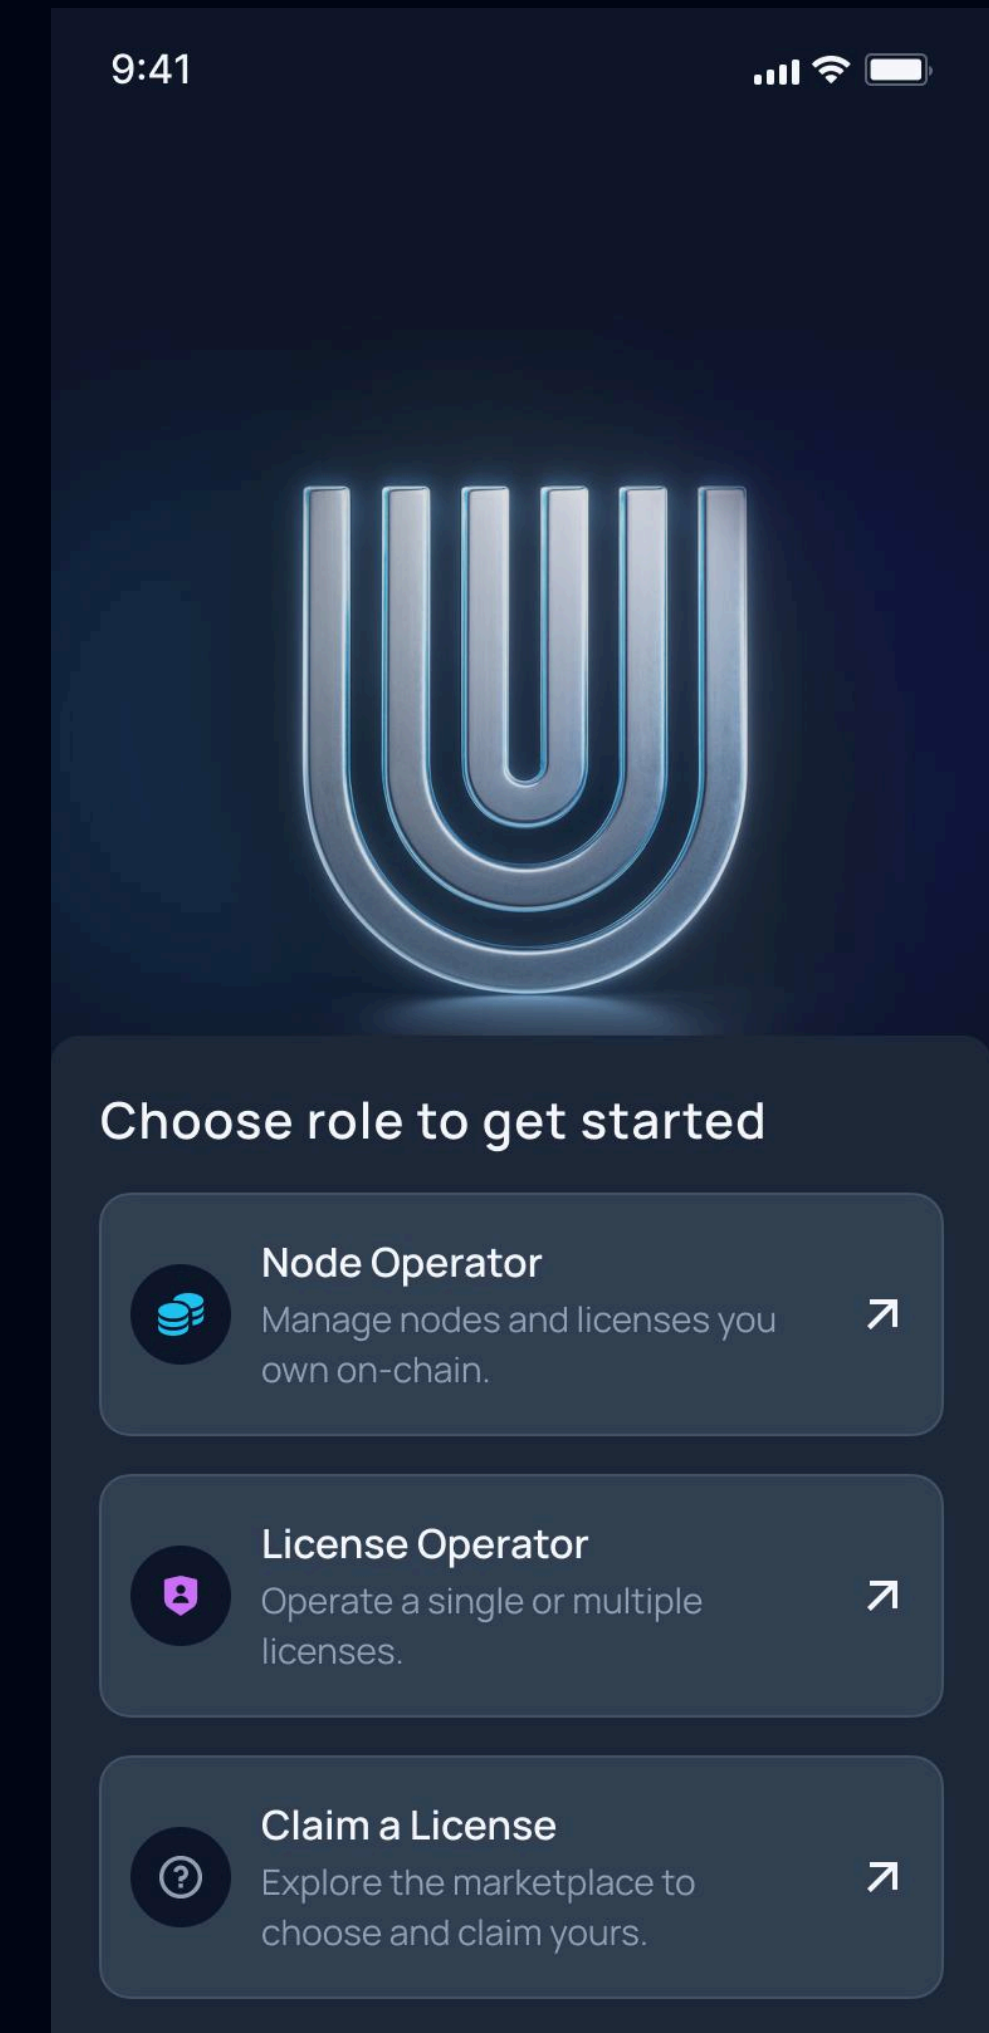 9:41
Choose role to get started
Node Operator
Manage nodes and licenses you
own on-chain.
License Operator
Operate a single or multiple
licenses.
Claim a License
Explore the marketplace to
choose and claim yours.